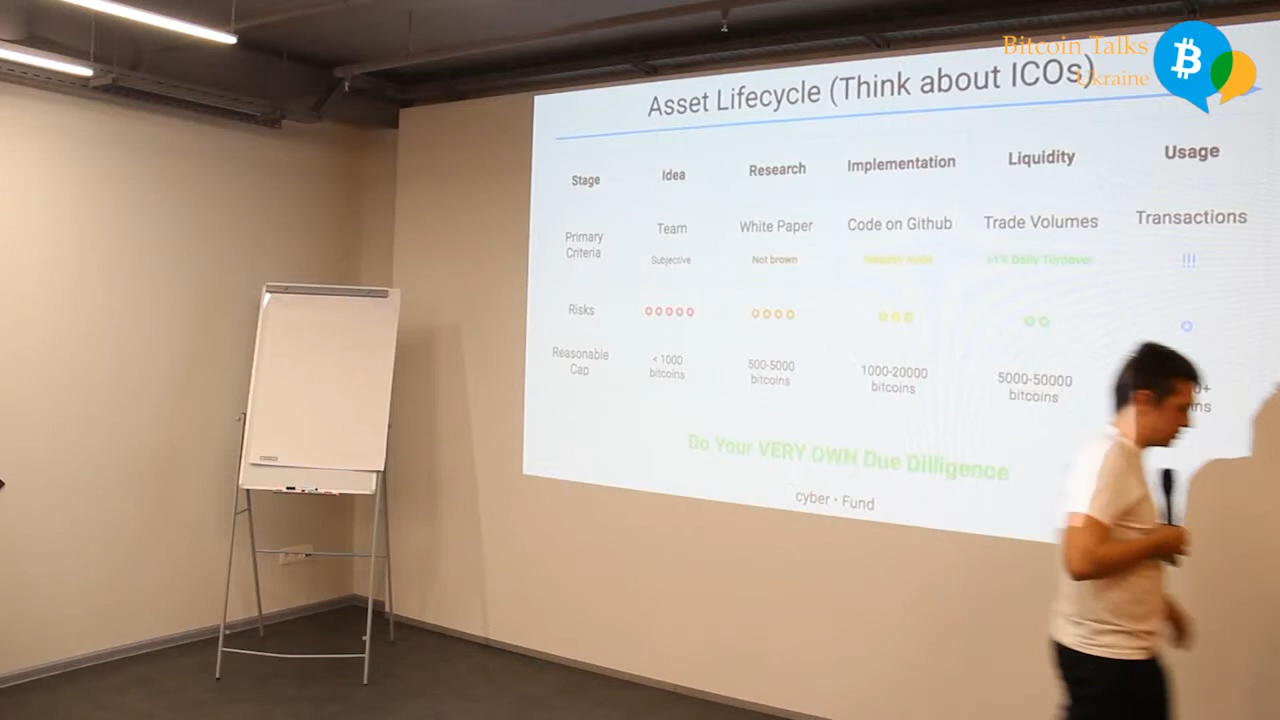 Bitcoin Talks
Ukraine
Asset Lifecycle (Think about ICOs)
Stage Idea Research Implementation Liquidity Usage
Primary Criteria Team White Paper Code on Github Trade Volumes Transactions
Subjective Not brown >1% Daily Turnover !!!
Risks
Reasonable Cap < 1000 bitcoins 500-5000 bitcoins 1000-20000 bitcoins 5000-50000 bitcoins
Do Your VERY OWN Due Dilligence
cyber • Fund